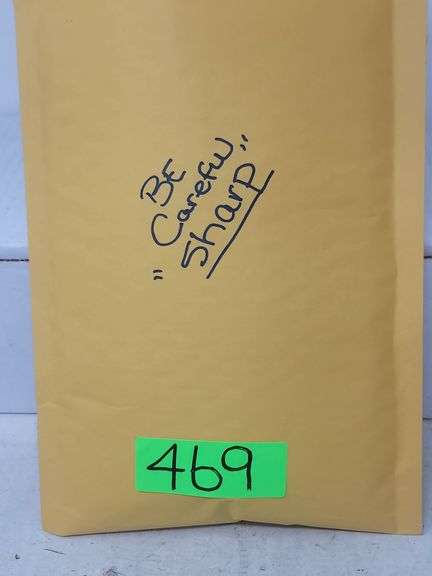 BE
Careful"
" Sharp
469